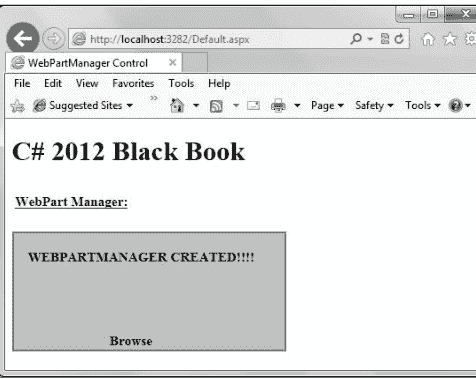 http://localhost:3282/Default.aspx
WebPartManager Control
File Edit View Favorites Tools Help
Suggested Sites Page Safety Tools
C# 2012 Black Book
WebPart Manager:
WEBPARTMANAGER CREATED!!!!
Browse